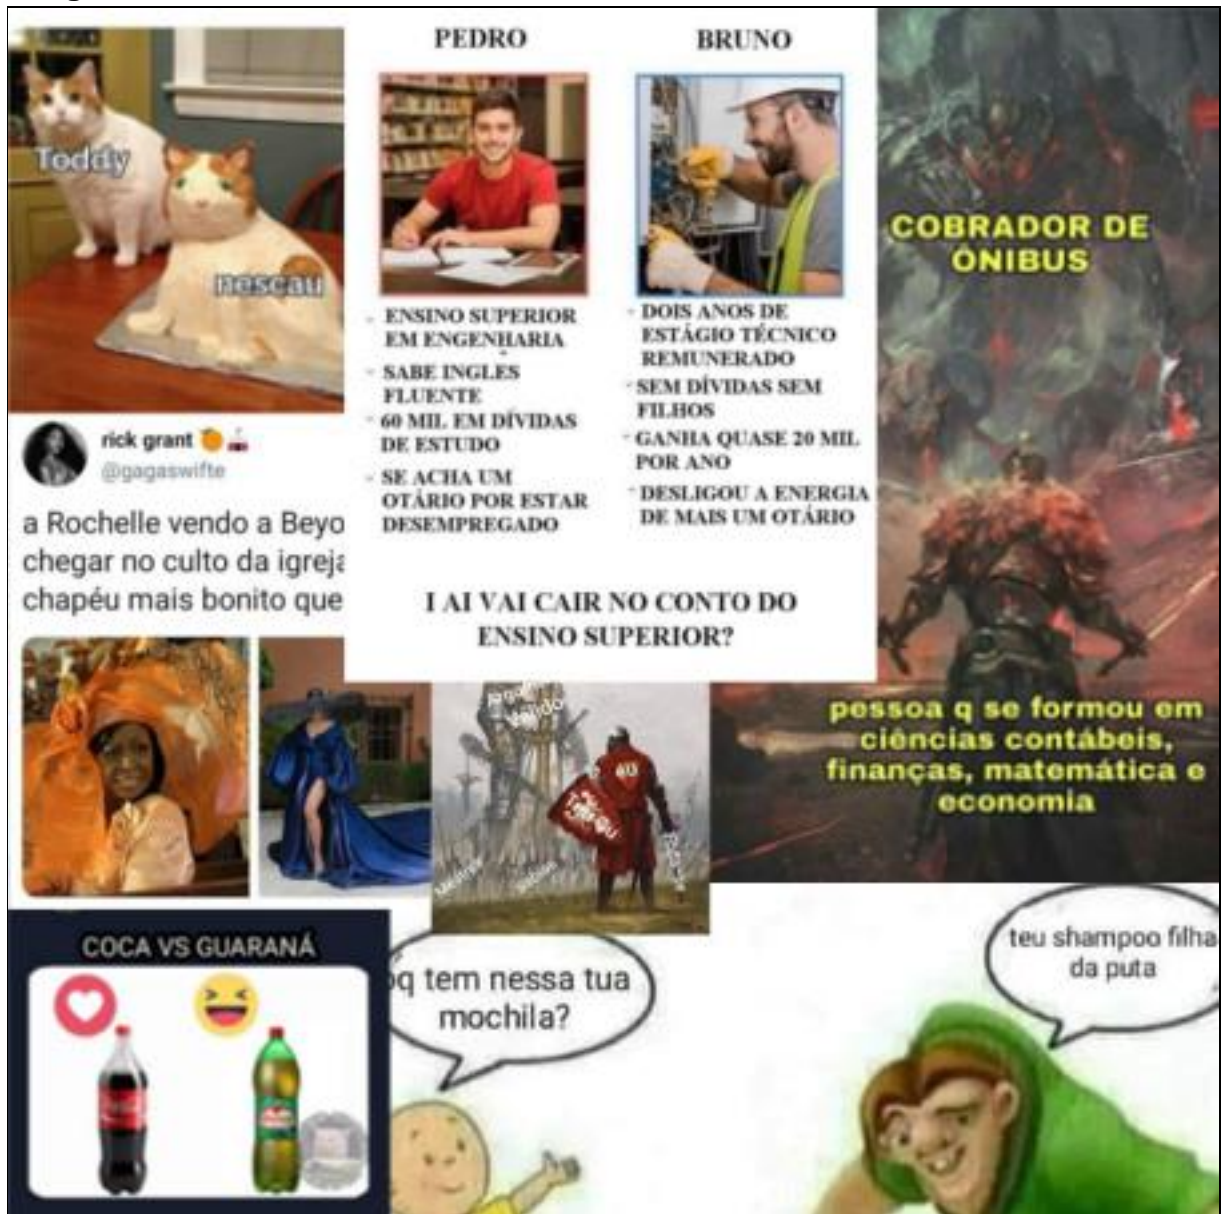 Toddy
nescau
PEDRO
BRUNO
- ENSINO SUPERIOR
EM ENGENHARIA
- SABE INGLÊS
FLUENTE
- 60 MIL EM DÍVIDAS
DE ESTUDO
- SE ACHA UM
OTÁRIO POR ESTAR
DESEMPREGADO
- DOIS ANOS DE
ESTÁGIO TÉCNICO
REMUNERADO
- SEM DÍVIDAS SEM
FILHOS
- GANHA QUASE 20 MIL
POR ANO
- DESLIGOU A ENERGIA
DE MAIS UM OTÁRIO
I AI VAI CAIR NO CONTO DO
ENSINO SUPERIOR?
COBRADOR DE
ÔNIBUS
pessoa q se formou em
ciências contábeis,
finanças, matemática e
economia
rick grant
@gagaswifte
a Rochelle vendo a Beyo
chegar no culto da igreja
chapéu mais bonito que
COCA VS GUARANÁ
oq tem nessa tua
mochila?
teu shampoo filha
da puta